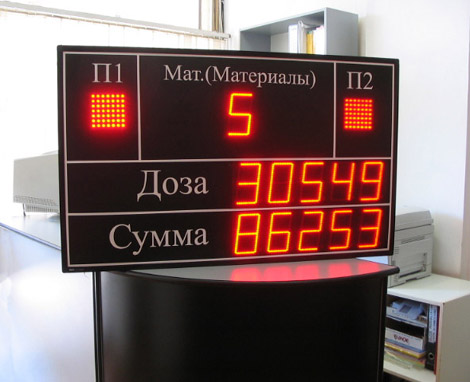 П1 Мат.(Материалы) П2
5
Доза 30549
Сумма 86253